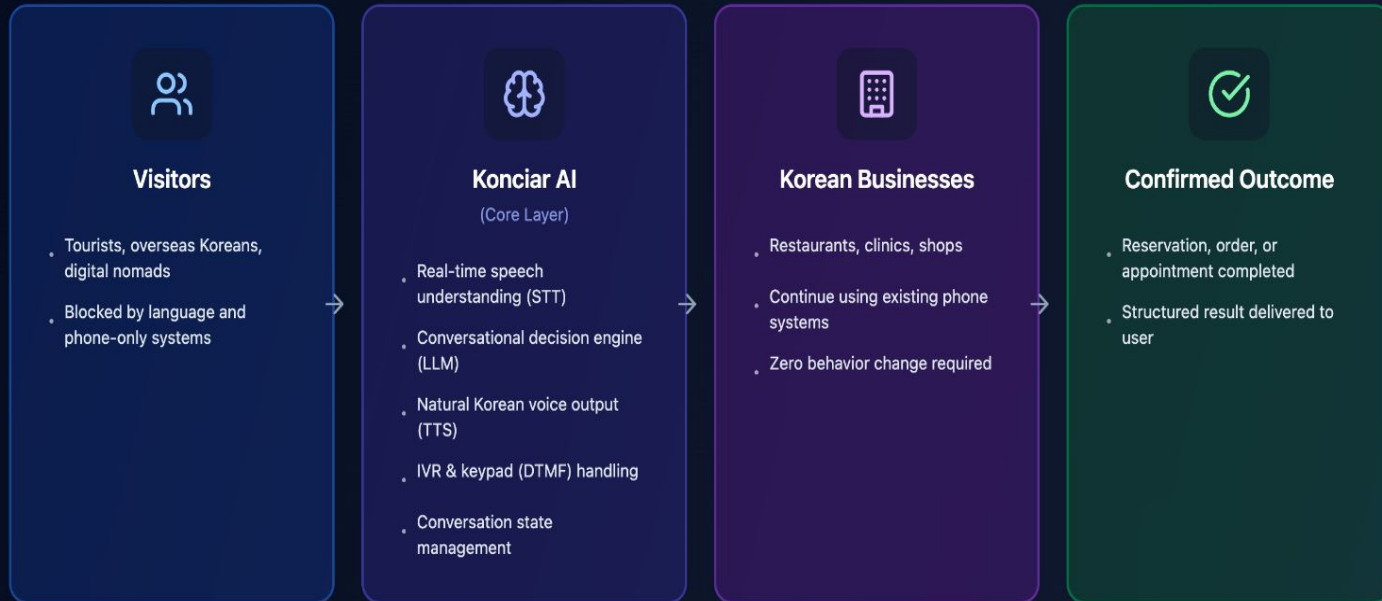 Visitors
Tourists, overseas Koreans,
digital nomads
Blocked by language and
phone-only systems
Konciar AI
(Core Layer)
Real-time speech
understanding (STT)
Conversational decision engine
(LLM)
Natural Korean voice output
(TTS)
IVR & keypad (DTMF) handling
Conversation state
management
Korean Businesses
Restaurants, clinics, shops
Continue using existing phone
systems
Zero behavior change required
Confirmed Outcome
Reservation, order, or
appointment completed
Structured result delivered to
user